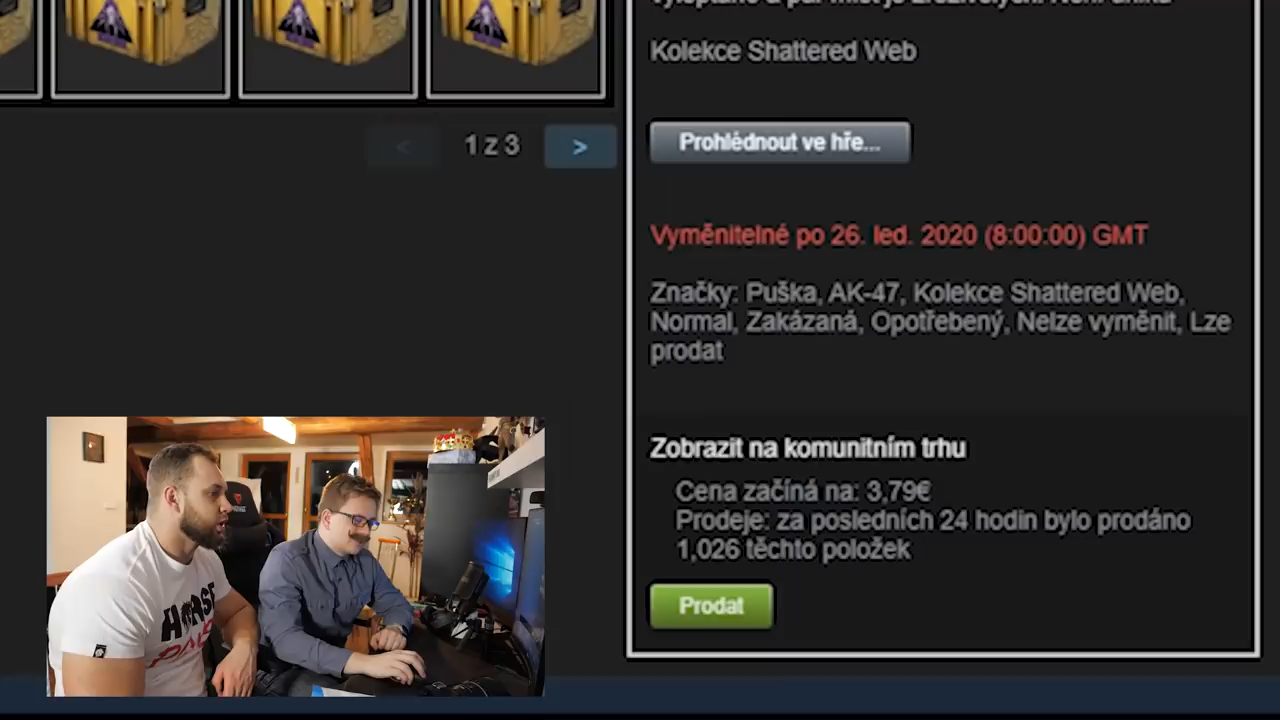 Kolekce Shattered Web
Prohlédnout ve hře...
1 z 3
<
>
Vyměnitelné po 26. led. 2020 (8:00:00) GMT
Značky: Puška, AK-47, Kolekce Shattered Web,
Normal, Zakázaná, Opotřebený, Nelze vyměnit, Lze
prodat
Zobrazit na komunitním trhu
Cena začíná na: 3,79€
Prodeje: za posledních 24 hodin bylo prodáno
1,026 těchto položek
Prodat